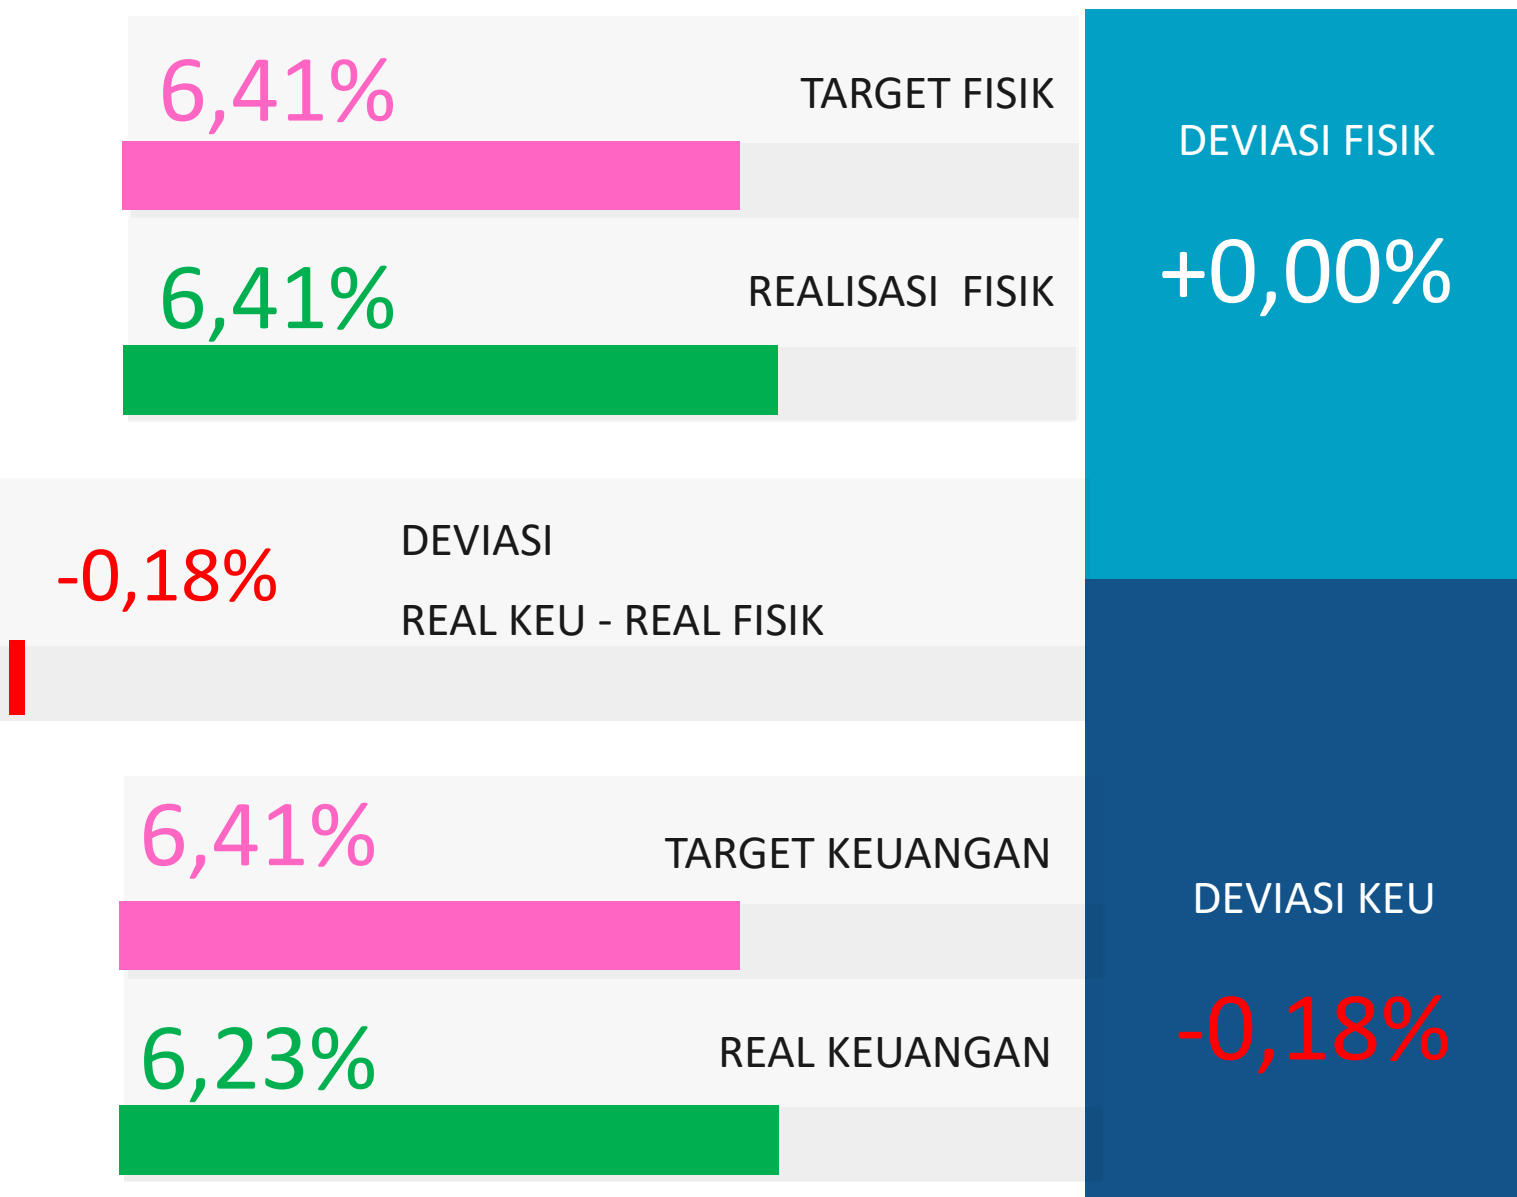 6,41%
TARGET FISIK
6,41%
REALISASI  FISIK
DEVIASI FISIK
+0,00%
-0,18%
DEVIASI
REAL KEU - REAL FISIK
6,41%
TARGET KEUANGAN
6,23%
REAL KEUANGAN
DEVIASI KEU
-0,18%